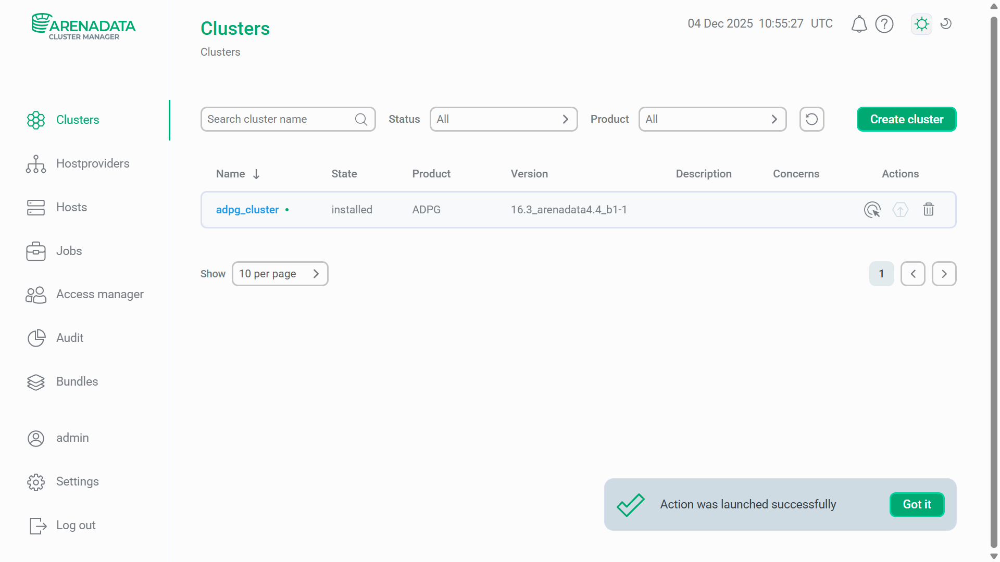 ARENADATA
CLUSTER MANAGER
Clusters
Hostproviders
Hosts
Jobs
Access manager
Audit
Bundles
admin
Settings
Log out
Clusters
Clusters
04 Dec 2025 10:55:27 UTC
Search cluster name
Status
All
Product
All
Create cluster
Name State Product Version Description Concerns Actions
adpg_cluster installed ADPG 16.3_arenadata4.4_b1-1
Show 10 per page
1
Action was launched successfully
Got it